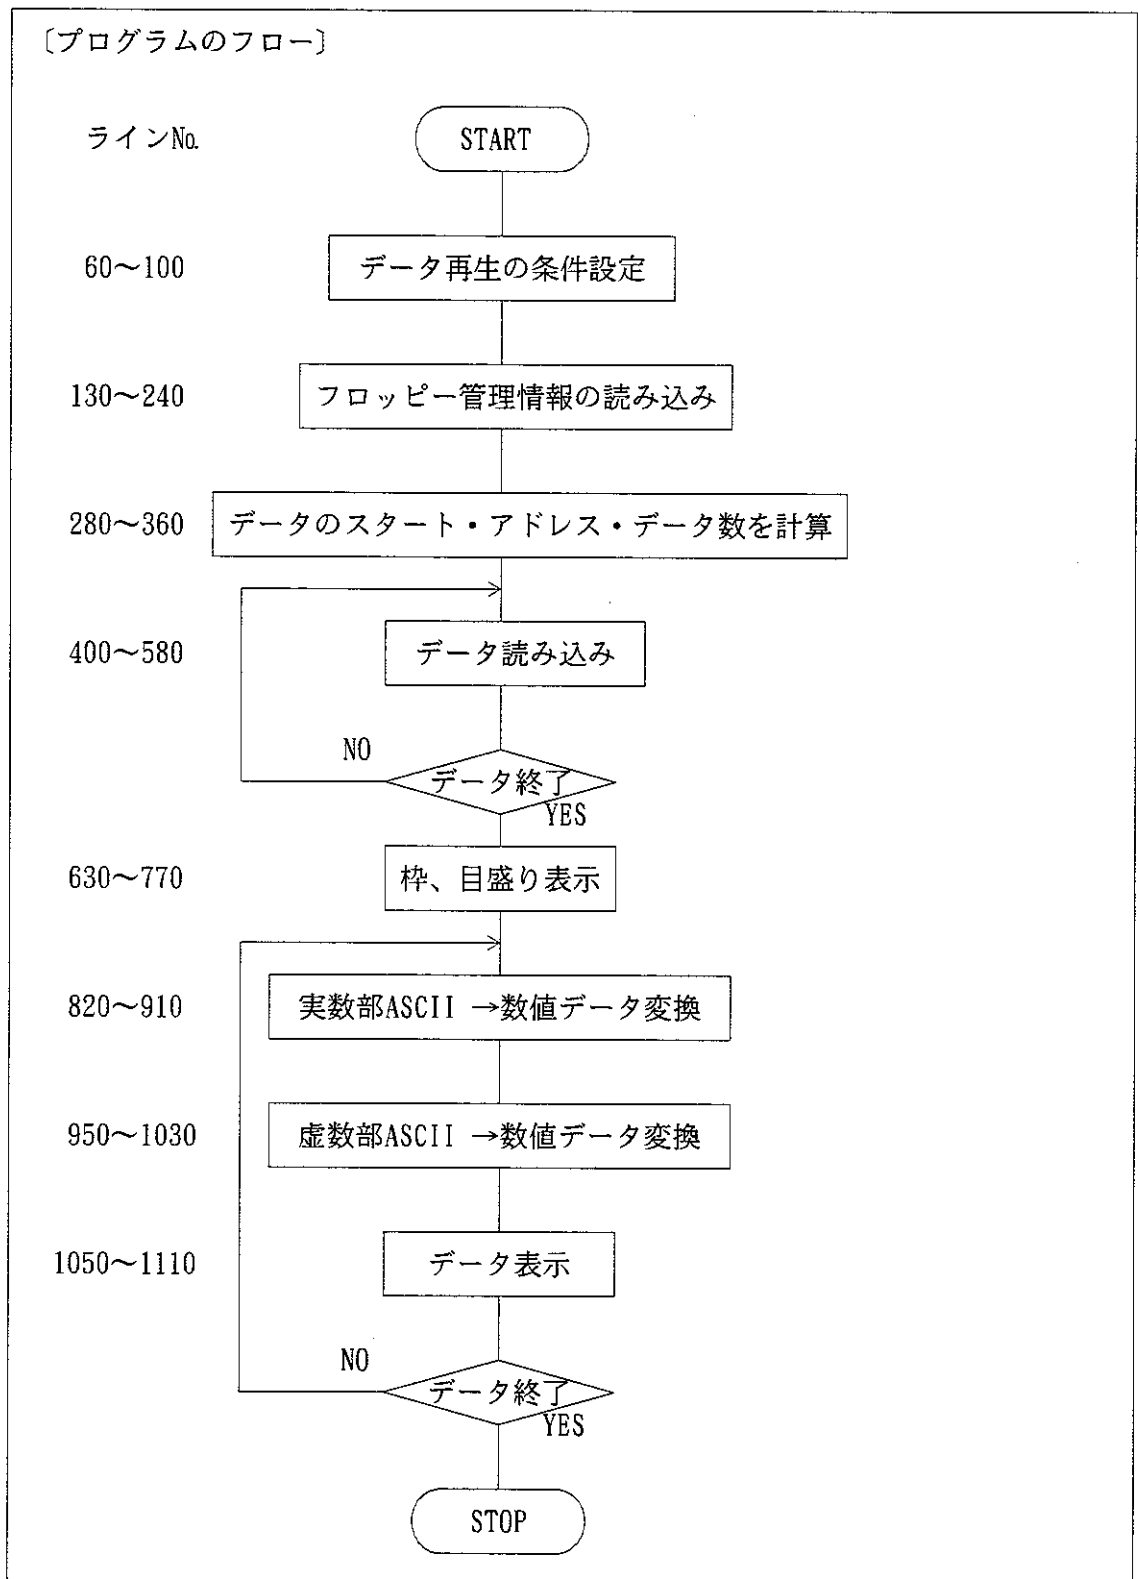 〔プログラムのフロー〕
ラインNo.
START
60～100
データ再生の条件設定
130～240
フロッピー管理情報の読み込み
280～360
データのスタート・アドレス・データ数を計算
400～580
データ読み込み
NO
データ終了
YES
630～770
枠、目盛り表示
820～910
実数部ASCII →数値データ変換
950～1030
虚数部ASCII →数値データ変換
1050～1110
データ表示
NO
データ終了
YES
STOP